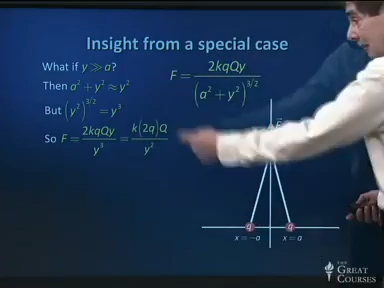 Insight from a special case
What if y ≫ a?
Then a² + y² ≈ y²
But (y²)^3/2 = y³
So F = 2kqQy / y³ = k(2q)Q / y²
F = 2kqQy / (a² + y²)^3/2
q q
x = −a x = a
THE
GREAT
COURSES